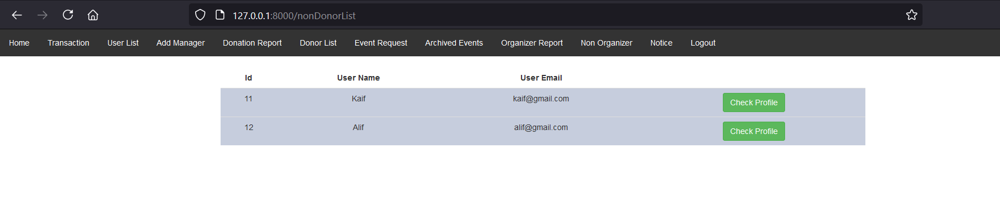 127.0.0.1:8000/nonDonorList
Home Transaction User List Add Manager Donation Report Donor List Event Request Archived Events Organizer Report Non Organizer Notice Logout
Id User Name User Email
11 Kaif kaif@gmail.com Check Profile
12 Alif alif@gmail.com Check Profile